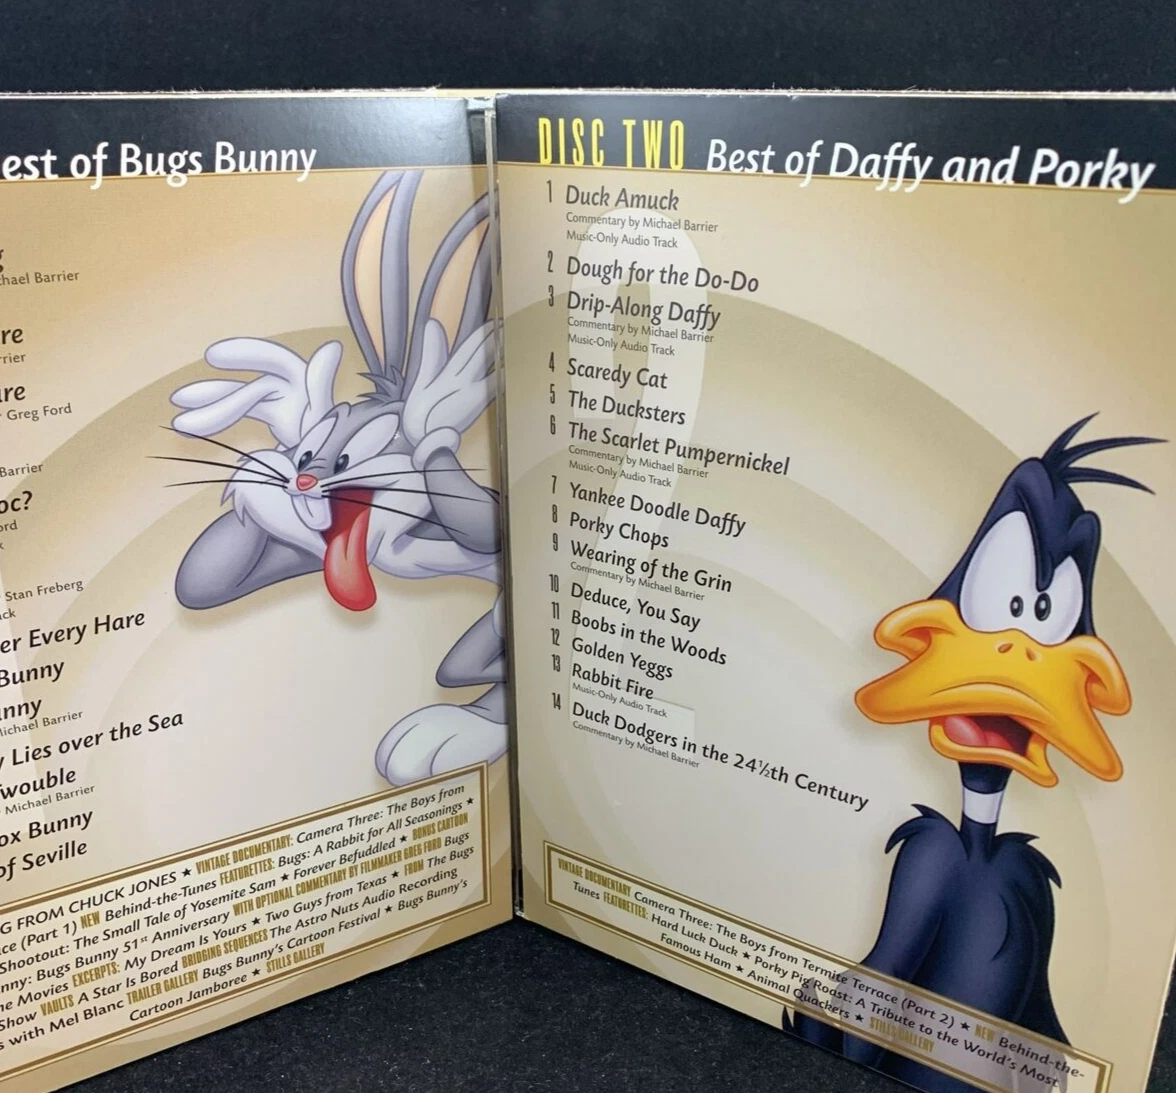 est of Bugs Bunny
g
hael Barrier
re
rier
are
Greg Ford
Barrier
oc?
ord
k
Stan Freberg
ck
er Every Hare
Bunny
nny
Michael Barrier
y Lies over the Sea
Twouble
Michael Barrier
ox Bunny
of Seville
G FROM CHUCK JONES ★ VINTAGE DOCUMENTARY: Camera Three: The Boys from
ce (Part 1) NEW Behind-the-Tunes FEATURETTES: Bugs: A Rabbit for All Seasonings ★
Shootout: The Small Tale of Yosemite Sam ★ Forever Befuddled ★ BONUS CARTOON
nny: Bugs Bunny 51st Anniversary WITH OPTIONAL COMMENTARY BY FILMMAKER GREG FORD Bugs
he Movies EXCERPTS: My Dream Is Yours ★ Two Guys from Texas ★ FROM The Bugs
Show VAULTS A Star Is Bored BRIDGING SEQUENCES The Astro Nuts Audio Recording
s with Mel Blanc TRAILER GALLERY Bugs Bunny's Cartoon Festival ★ Bugs Bunny's
Cartoon Jamboree ★ STILLS GALLERY
DISC TWO Best of Daffy and Porky
1 Duck Amuck
Commentary by Michael Barrier
Music-Only Audio Track
2 Dough for the Do-Do
3 Drip-Along Daffy
Commentary by Michael Barrier
Music-Only Audio Track
4 Scaredy Cat
5 The Ducksters
6 The Scarlet Pumpernickel
Commentary by Michael Barrier
Music-Only Audio Track
7 Yankee Doodle Daffy
8 Porky Chops
9 Wearing of the Grin
Commentary by Michael Barrier
10 Deduce, You Say
11 Boobs in the Woods
12 Golden Yeggs
13 Rabbit Fire
Music-Only Audio Track
14 Duck Dodgers in the 24½th Century
Commentary by Michael Barrier
2
VINTAGE DOCUMENTARY Camera Three: The Boys from Termite Terrace (Part 2) ★ NEW Behind-the-
Tunes FEATURETTES: Hard Luck Duck ★ Porky Pig Roast: A Tribute to the World's Most
Famous Ham ★ Animal Quackers ★ STILLS GALLERY